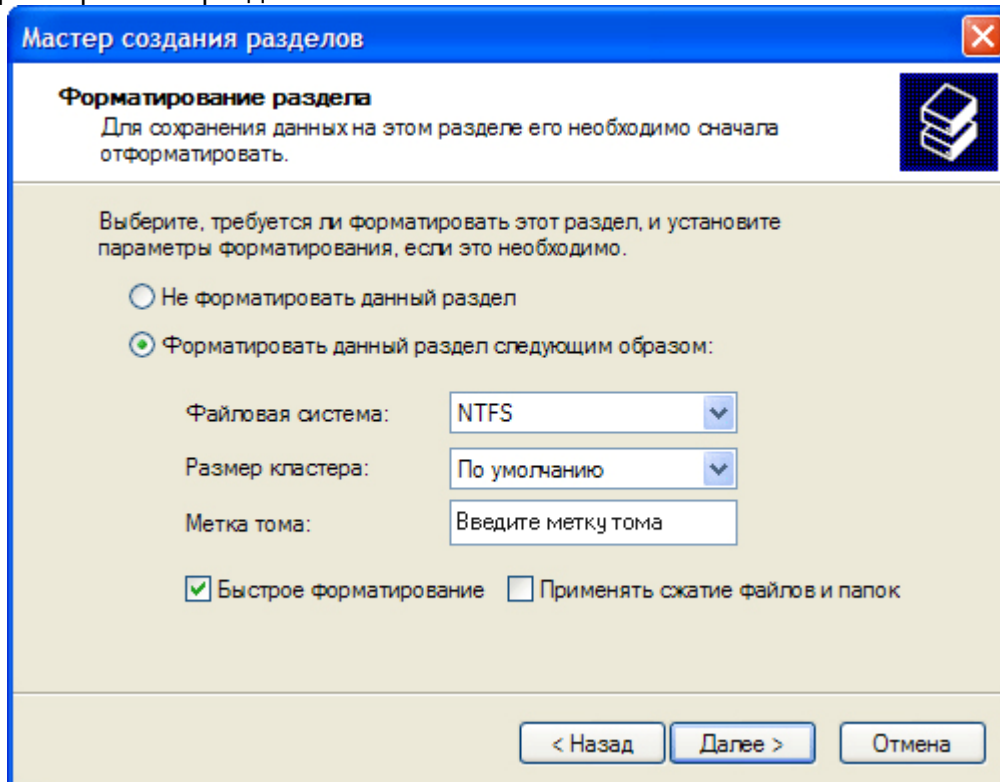 Мастер создания разделов
Форматирование раздела
Для сохранения данных на этом разделе его необходимо сначала
отформатировать.
Выберите, требуется ли форматировать этот раздел, и установите
параметры форматирования, если это необходимо.
Не форматировать данный раздел
Форматировать данный раздел следующим образом:
Файловая система: NTFS
Размер кластера: По умолчанию
Метка тома: Введите метку тома
Быстрое форматирование Применять сжатие файлов и папок
< Назад Далее > Отмена